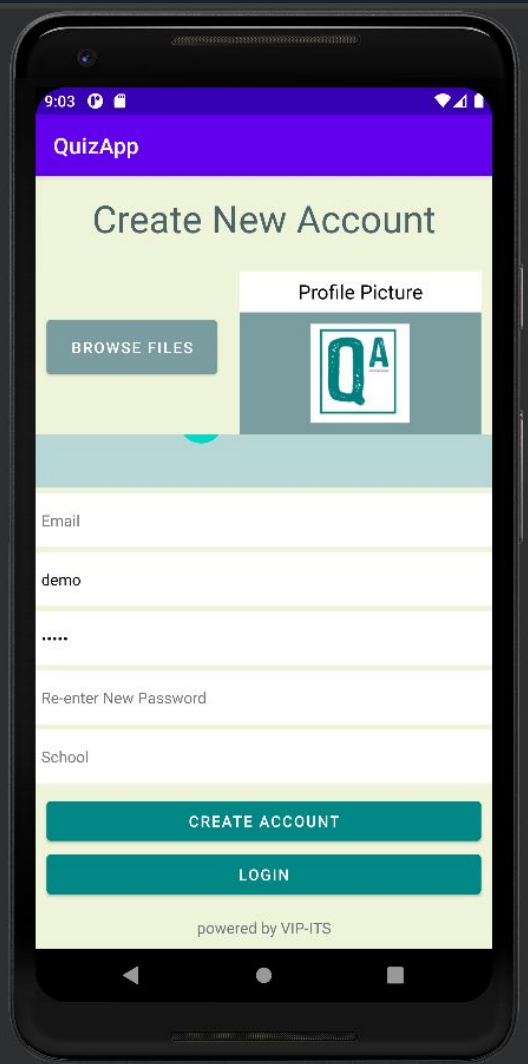 9:03
QuizApp
Create New Account
Profile Picture
BROWSE FILES
QA
Email
demo
•••••
Re-enter New Password
School
CREATE ACCOUNT
LOGIN
powered by VIP-ITS